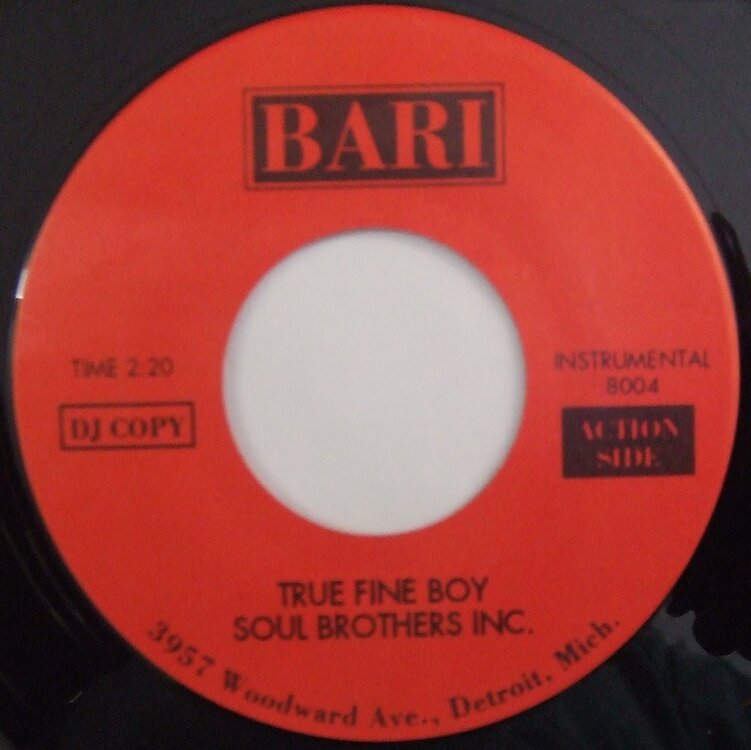 BARI
TIME 2:20
DJ COPY
INSTRUMENTAL
8004
ACTION
SIDE
TRUE FINE BOY
SOUL BROTHERS INC.
3957 Woodward Ave., Detroit, Mich.